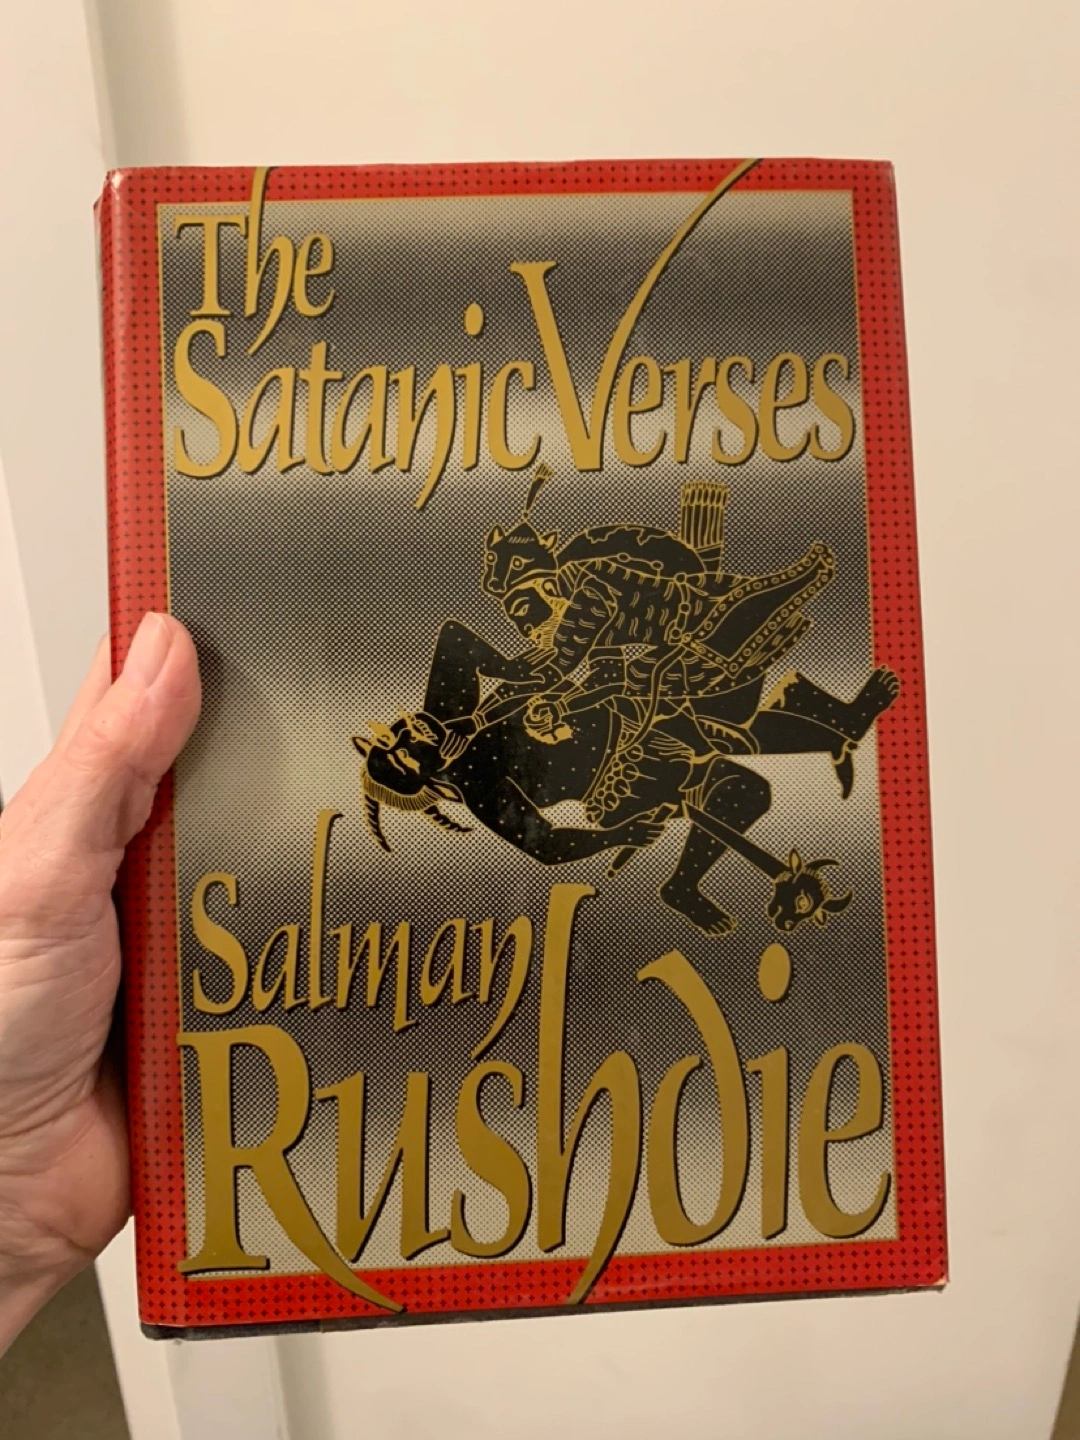 The
Satanic Verses
Salman
Rushdie